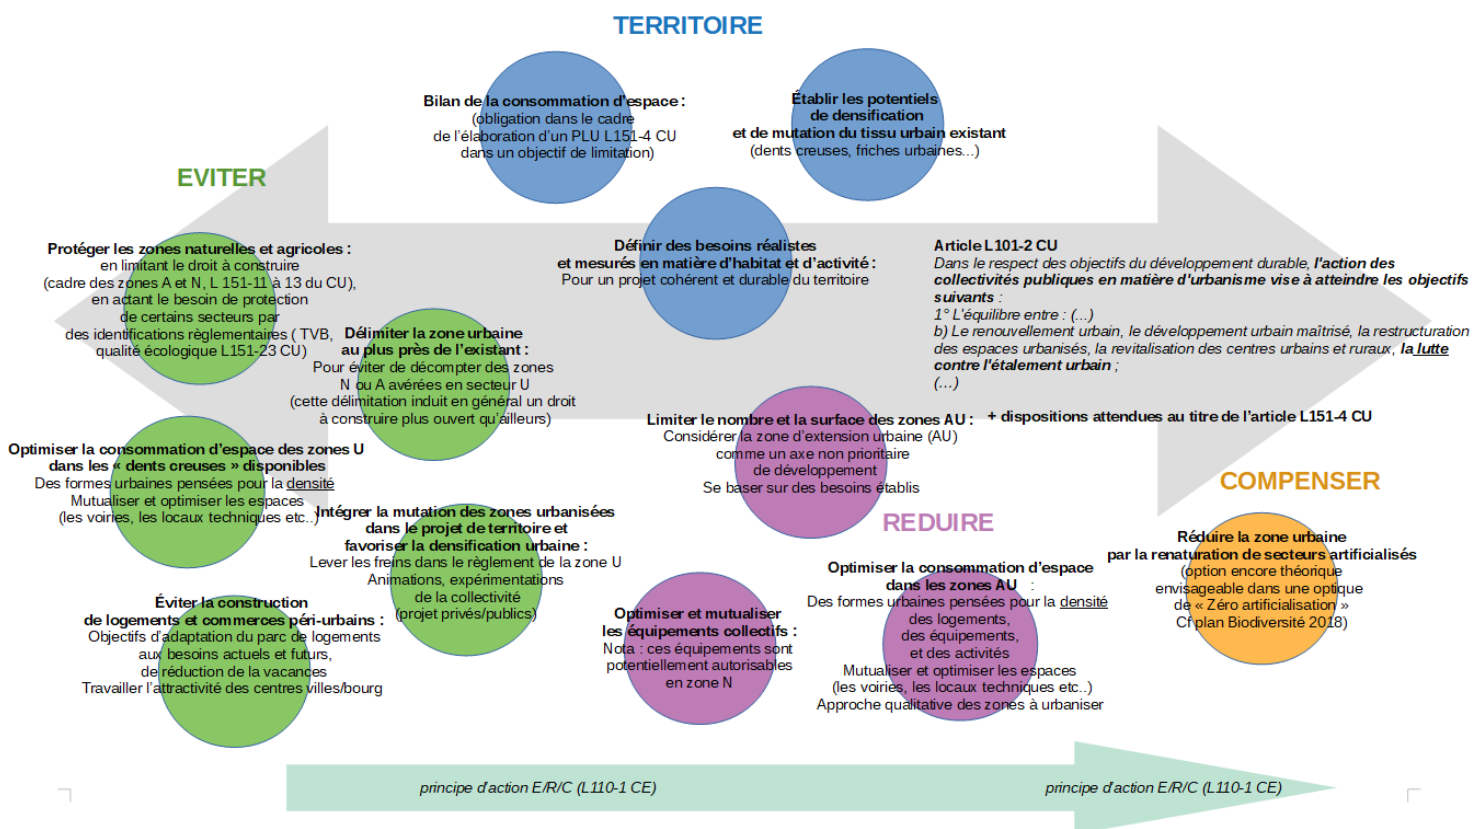 TERRITOIRE
Bilan de la consommation d'espace :
(obligation dans le cadre
de l'élaboration d'un PLU L151-4 CU
dans un objectif de limitation)
Établir les potentiels
de densification
et de mutation du tissu urbain existant
(dents creuses, friches urbaines...)
EVITER
Protéger les zones naturelles et agricoles :
en limitant le droit à construire
(cadre des zones A et N, L 151-11 à 13 du CU),
en actant le besoin de protection
de certains secteurs par
des identifications règlementaires ( TVB,
qualité écologique L151-23 CU)
Définir des besoins réalistes
et mesurés en matière d'habitat et d'activité :
Pour un projet cohérent et durable du territoire
Article L101-2 CU
Dans le respect des objectifs du développement durable, l'action des
collectivités publiques en matière d'urbanisme vise à atteindre les objectifs
suivants :
1° L'équilibre entre : (...)
b) Le renouvellement urbain, le développement urbain maîtrisé, la restructuration
des espaces urbanisés, la revitalisation des centres urbains et ruraux, la lutte
contre l'étalement urbain ;
(...)
+ dispositions attendues au titre de l'article L151-4 CU
Délimiter la zone urbaine
au plus près de l'existant :
Pour éviter de décompter des zones
N ou A avérées en secteur U
(cette délimitation induit en général un droit
à construire plus ouvert qu'ailleurs)
Limiter le nombre et la surface des zones AU :
Considérer la zone d'extension urbaine (AU)
comme un axe non prioritaire
de développement
Se baser sur des besoins établis
Optimiser la consommation d'espace des zones U
dans les « dents creuses » disponibles
Des formes urbaines pensées pour la densité
Mutualiser et optimiser les espaces
(les voiries, les locaux techniques etc..)
Intégrer la mutation des zones urbanisées
dans le projet de territoire et
favoriser la densification urbaine :
Lever les freins dans le règlement de la zone U
Animations, expérimentations
de la collectivité
(projet privés/publics)
REDUIRE
COMPENSER
Réduire la zone urbaine
par la renaturation de secteurs artificialisés
(option encore théorique
envisageable dans une optique
de « Zéro artificialisation »
Cf plan Biodiversité 2018)
Optimiser la consommation d'espace
dans les zones AU :
Des formes urbaines pensées pour la densité
des logements,
des équipements,
et des activités
Mutualiser et optimiser les espaces
(les voiries, les locaux techniques etc..)
Approche qualitative des zones à urbaniser
Éviter la construction
de logements et commerces péri-urbains :
Objectifs d'adaptation du parc de logements
aux besoins actuels et futurs,
de réduction de la vacances
Travailler l'attractivité des centres villes/bourg
Optimiser et mutualiser
les équipements collectifs :
Nota : ces équipements sont
potentiellement autorisables
en zone N
principe d'action E/R/C (L110-1 CE)
principe d'action E/R/C (L110-1 CE)